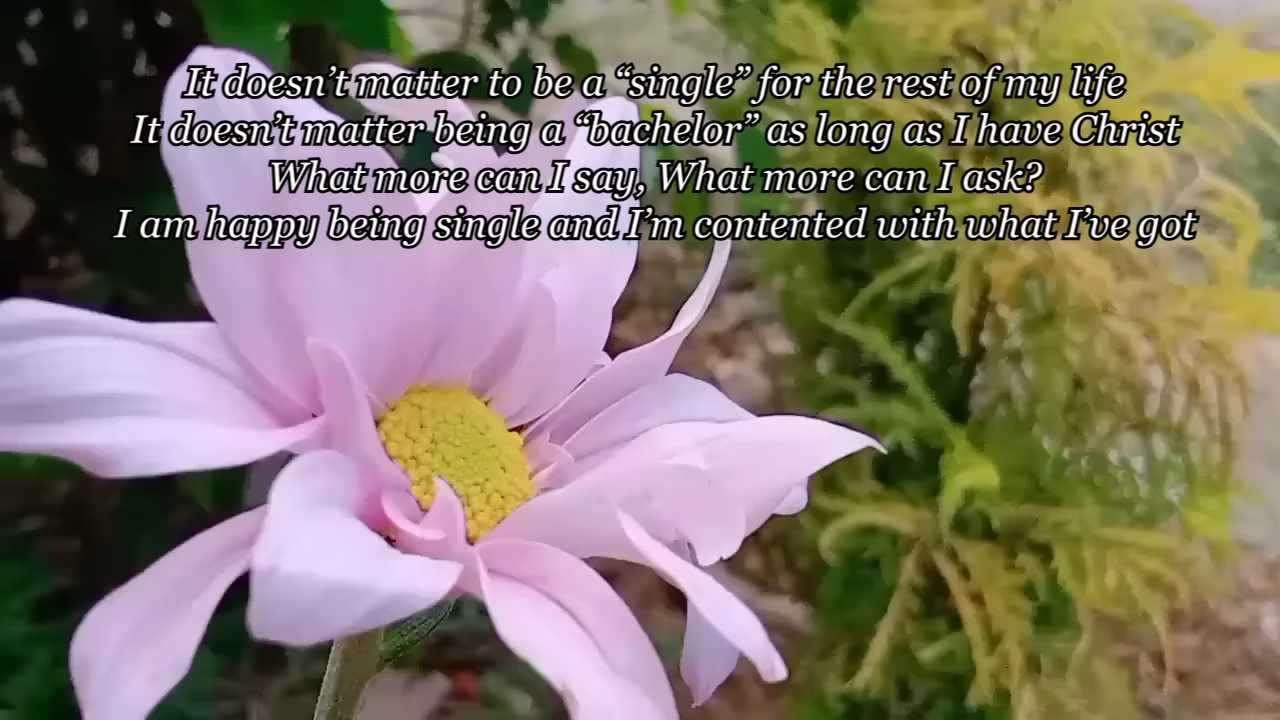 It doesn’t matter to be a “single” for the rest of my life
It doesn’t matter being a “bachelor” as long as I have Christ
What more can I say, What more can I ask?
I am happy being single and I’m contented with what I’ve got